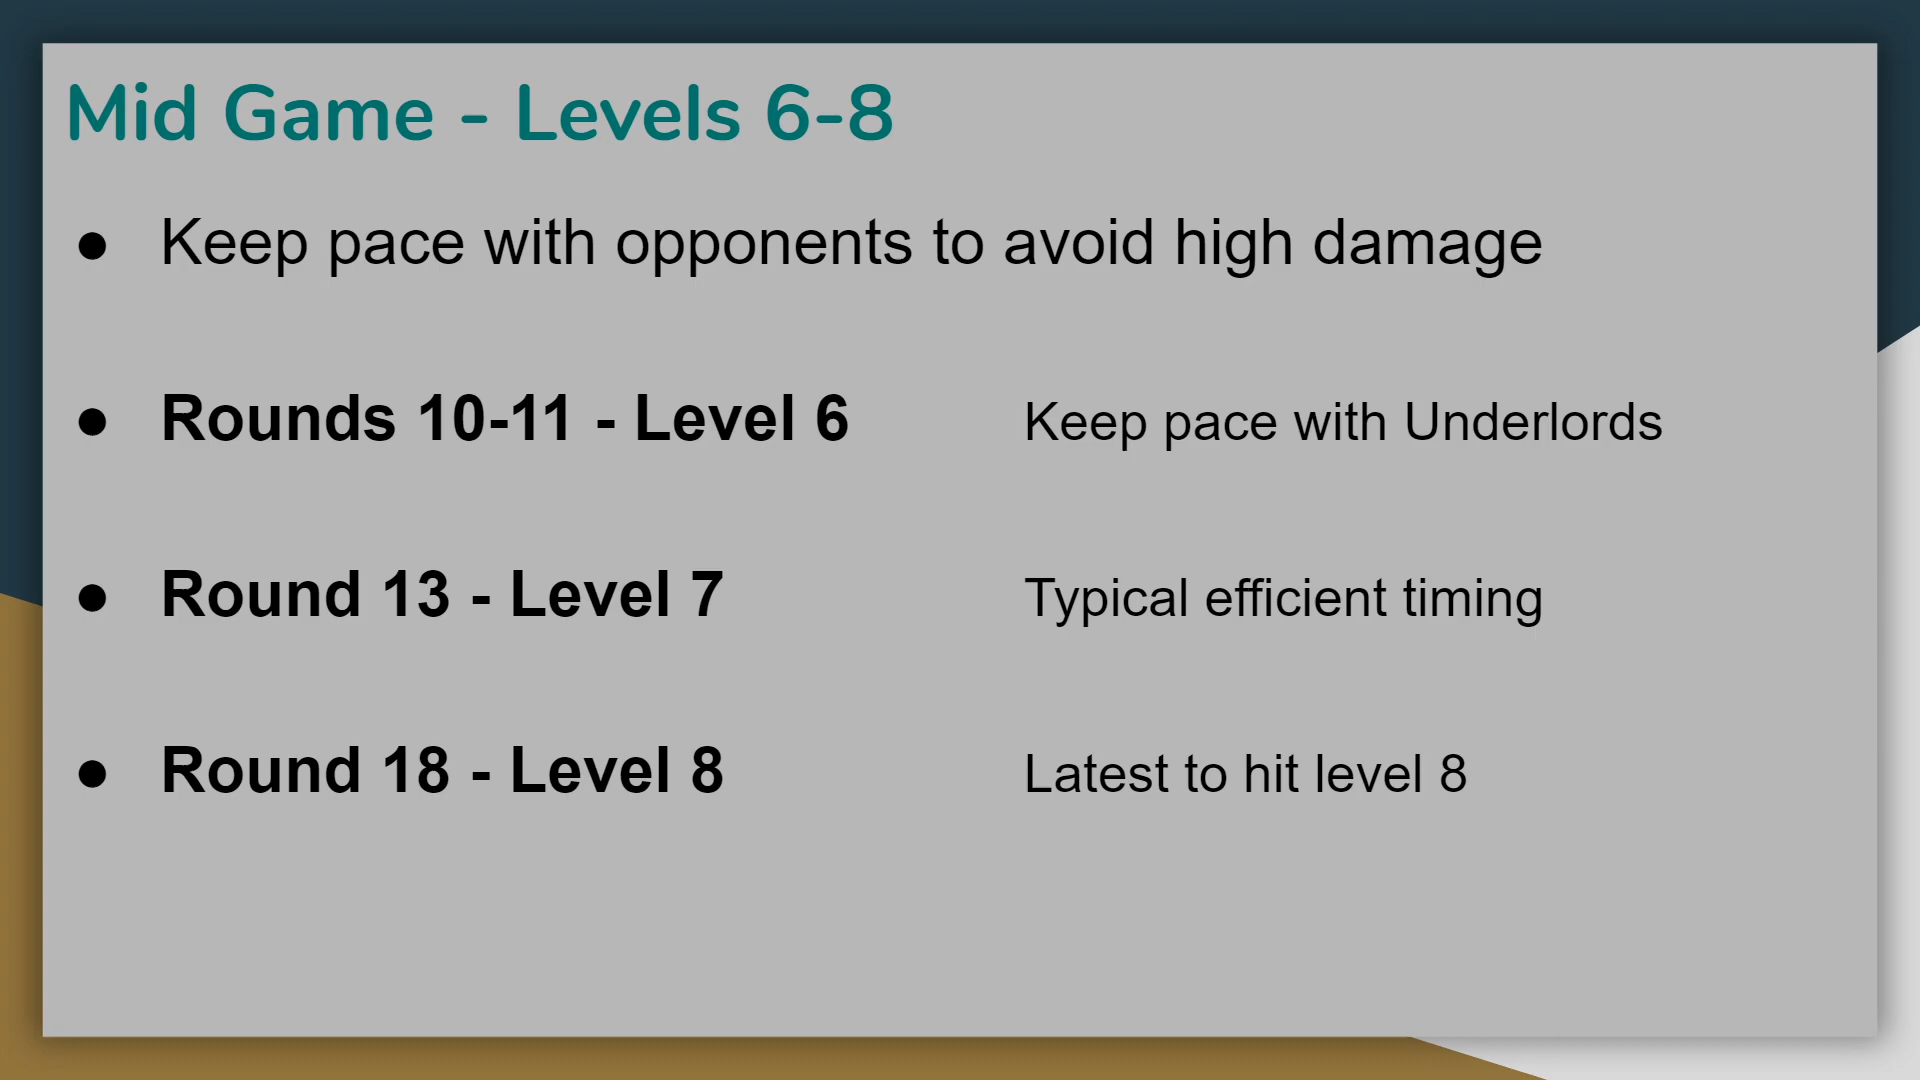 Mid Game - Levels 6-8
● Keep pace with opponents to avoid high damage
● Rounds 10-11 - Level 6 Keep pace with Underlords
● Round 13 - Level 7 Typical efficient timing
● Round 18 - Level 8 Latest to hit level 8